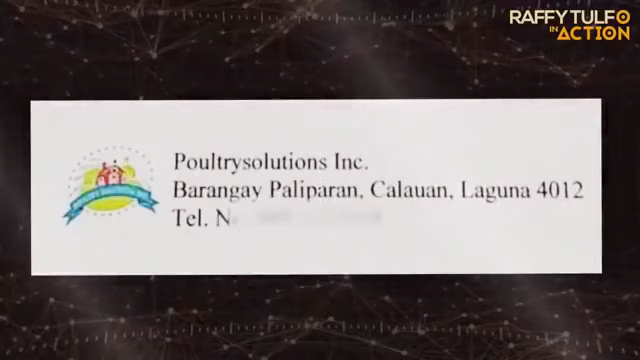 RAFFY TULFO
IN ACTION
Poultrysolutions Inc.
Barangay Paliparan, Calauan, Laguna 4012
Tel. N